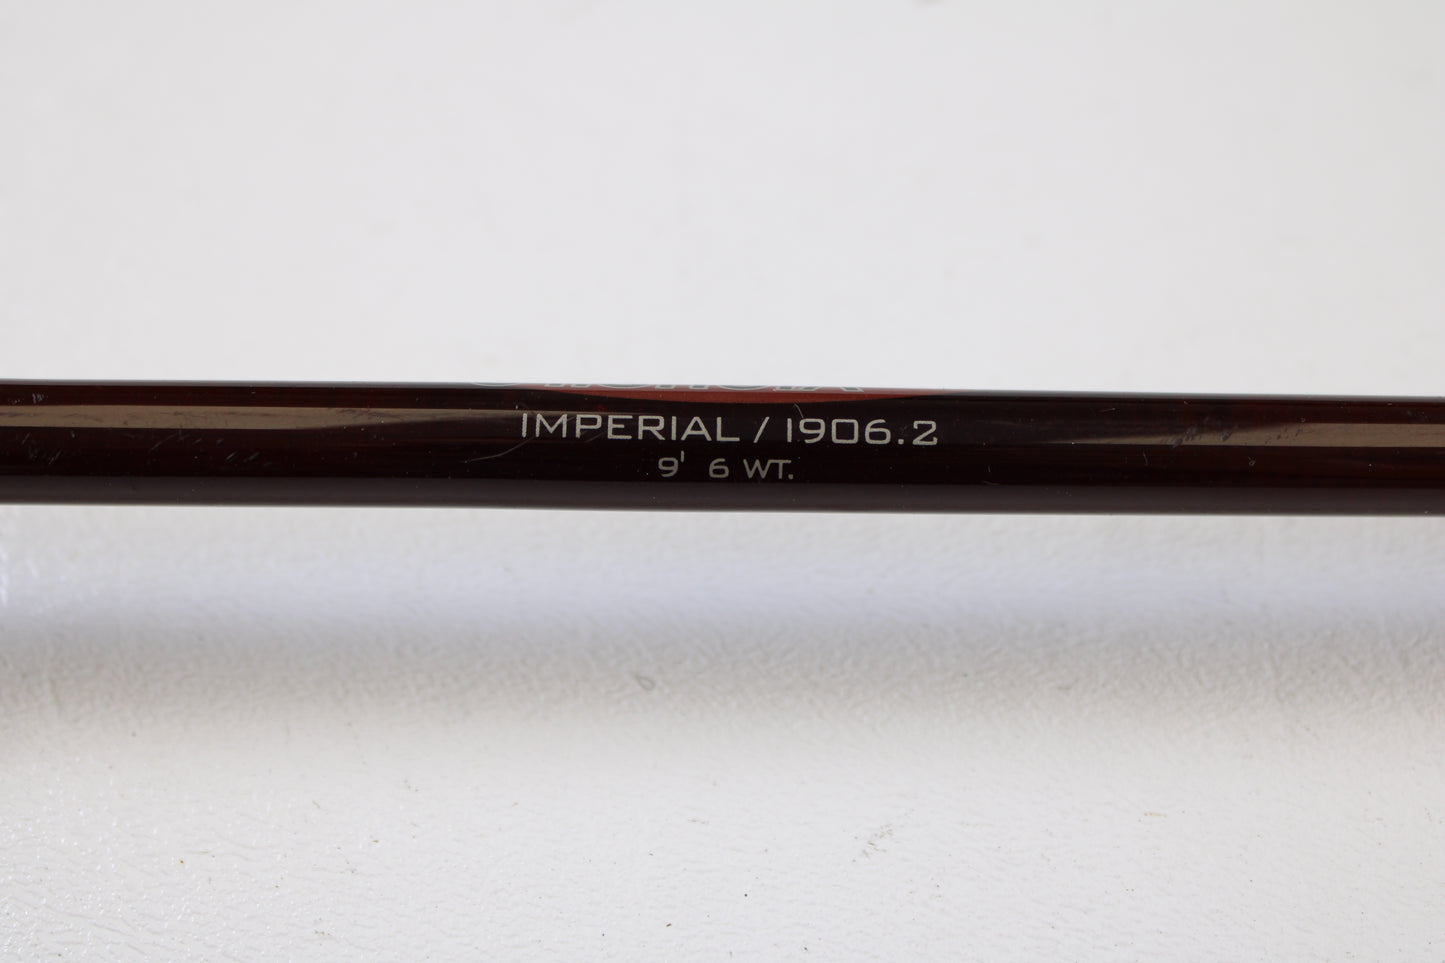 IMPERIAL / 1906.2
9' 6 WT.